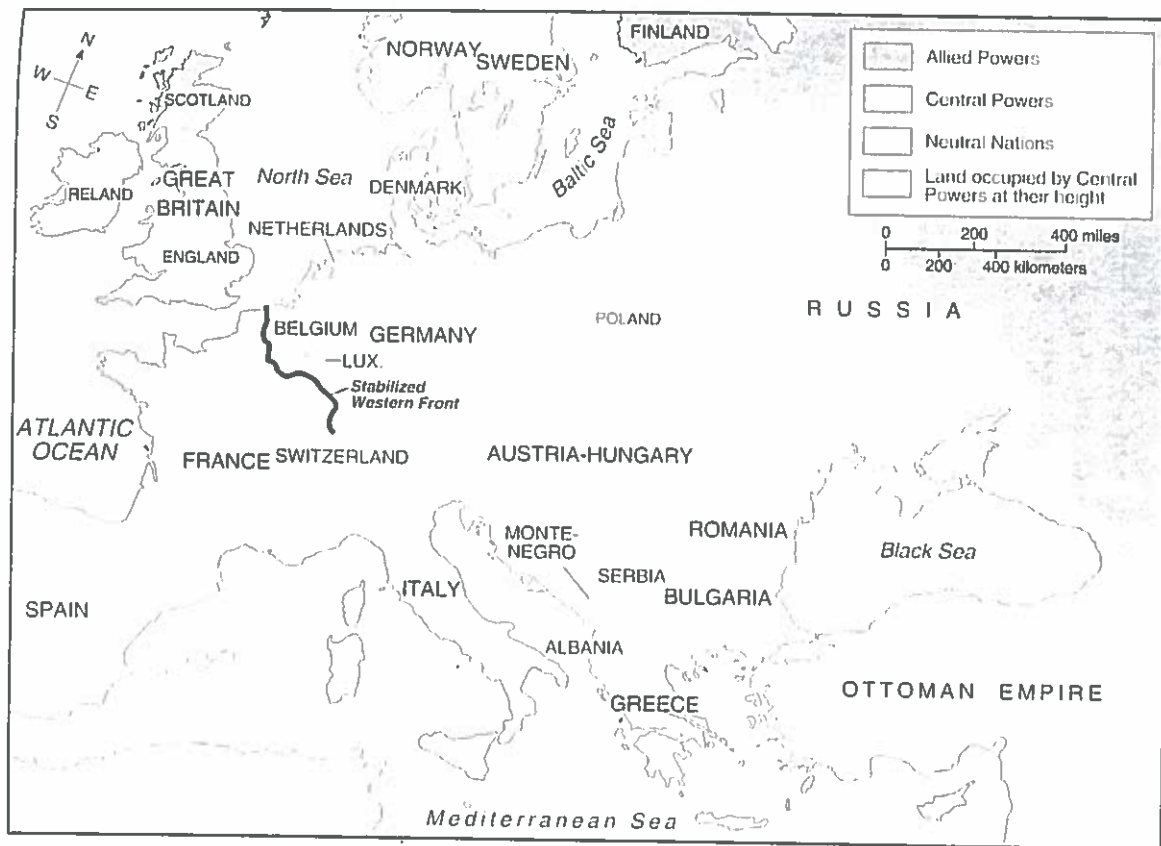 N
W
E
S
NORWAY
SWEDEN
FINLAND
Allied Powers
Central Powers
Neutral Nations
Land occupied by Central
Powers at their height
0 200 400 miles
0 200 400 kilometers
SCOTLAND
IRELAND
GREAT
BRITAIN
ENGLAND
North Sea
DENMARK
Baltic Sea
NETHERLANDS
BELGIUM
GERMANY
POLAND
RUSSIA
LUX.
Stabilized
Western Front
ATLANTIC
OCEAN
FRANCE
SWITZERLAND
AUSTRIA-HUNGARY
MONTE-
NEGRO
ROMANIA
Black Sea
SERBIA
BULGARIA
SPAIN
ITALY
ALBANIA
GREECE
OTTOMAN EMPIRE
Mediterranean Sea